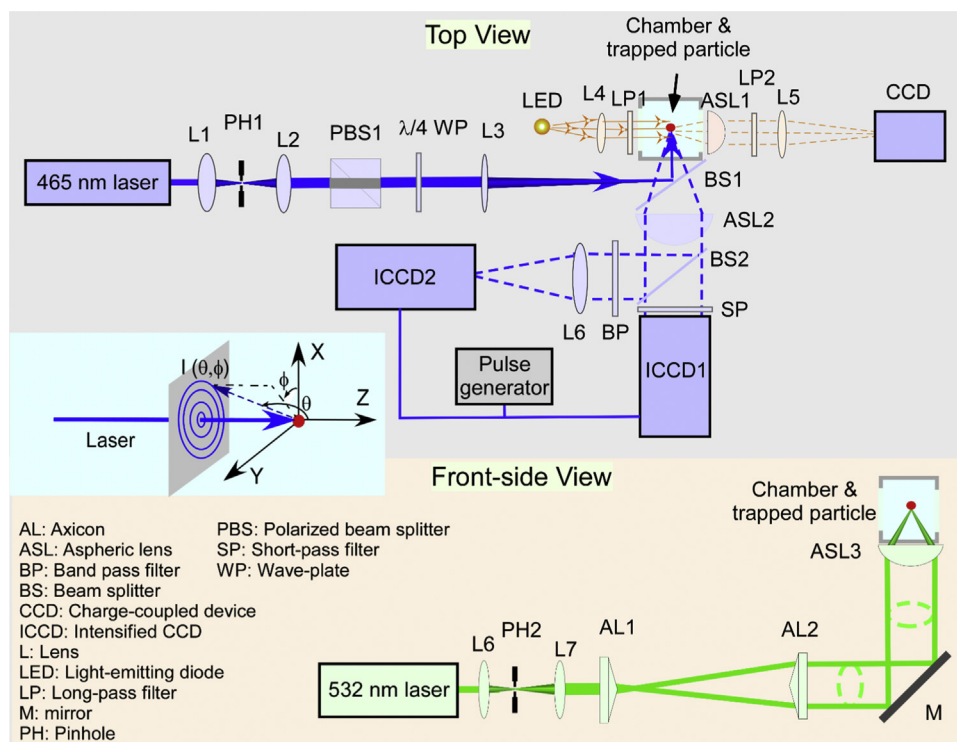 Top View
Chamber &
trapped particle
LED
L4
LP1
ASL1
LP2
L5
CCD
L1
PH1
L2
PBS1
λ/4 WP
L3
465 nm laser
BS1
ASL2
BS2
ICCD2
L6
BP
SP
ICCD1
Pulse
generator
I (θ,ϕ)
X
ϕ
θ
Z
Laser
Y
Front-side View
Chamber &
trapped particle
ASL3
AL: Axicon
ASL: Aspheric lens
BP: Band pass filter
BS: Beam splitter
CCD: Charge-coupled device
ICCD: Intensified CCD
L: Lens
LED: Light-emitting diode
LP: Long-pass filter
M: mirror
PH: Pinhole
PBS: Polarized beam splitter
SP: Short-pass filter
WP: Wave-plate
L6
PH2
L7
AL1
AL2
532 nm laser
M